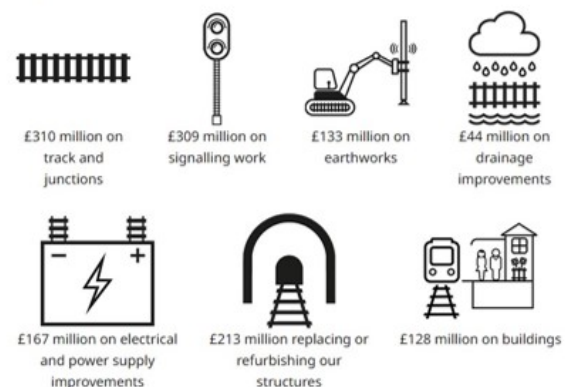 £310 million on
track and
junctions
£309 million on
signalling work
£133 million on
earthworks
£44 million on
drainage
improvements
£167 million on electrical
and power supply
improvements
£213 million replacing or
refurbishing our
structures
£128 million on buildings